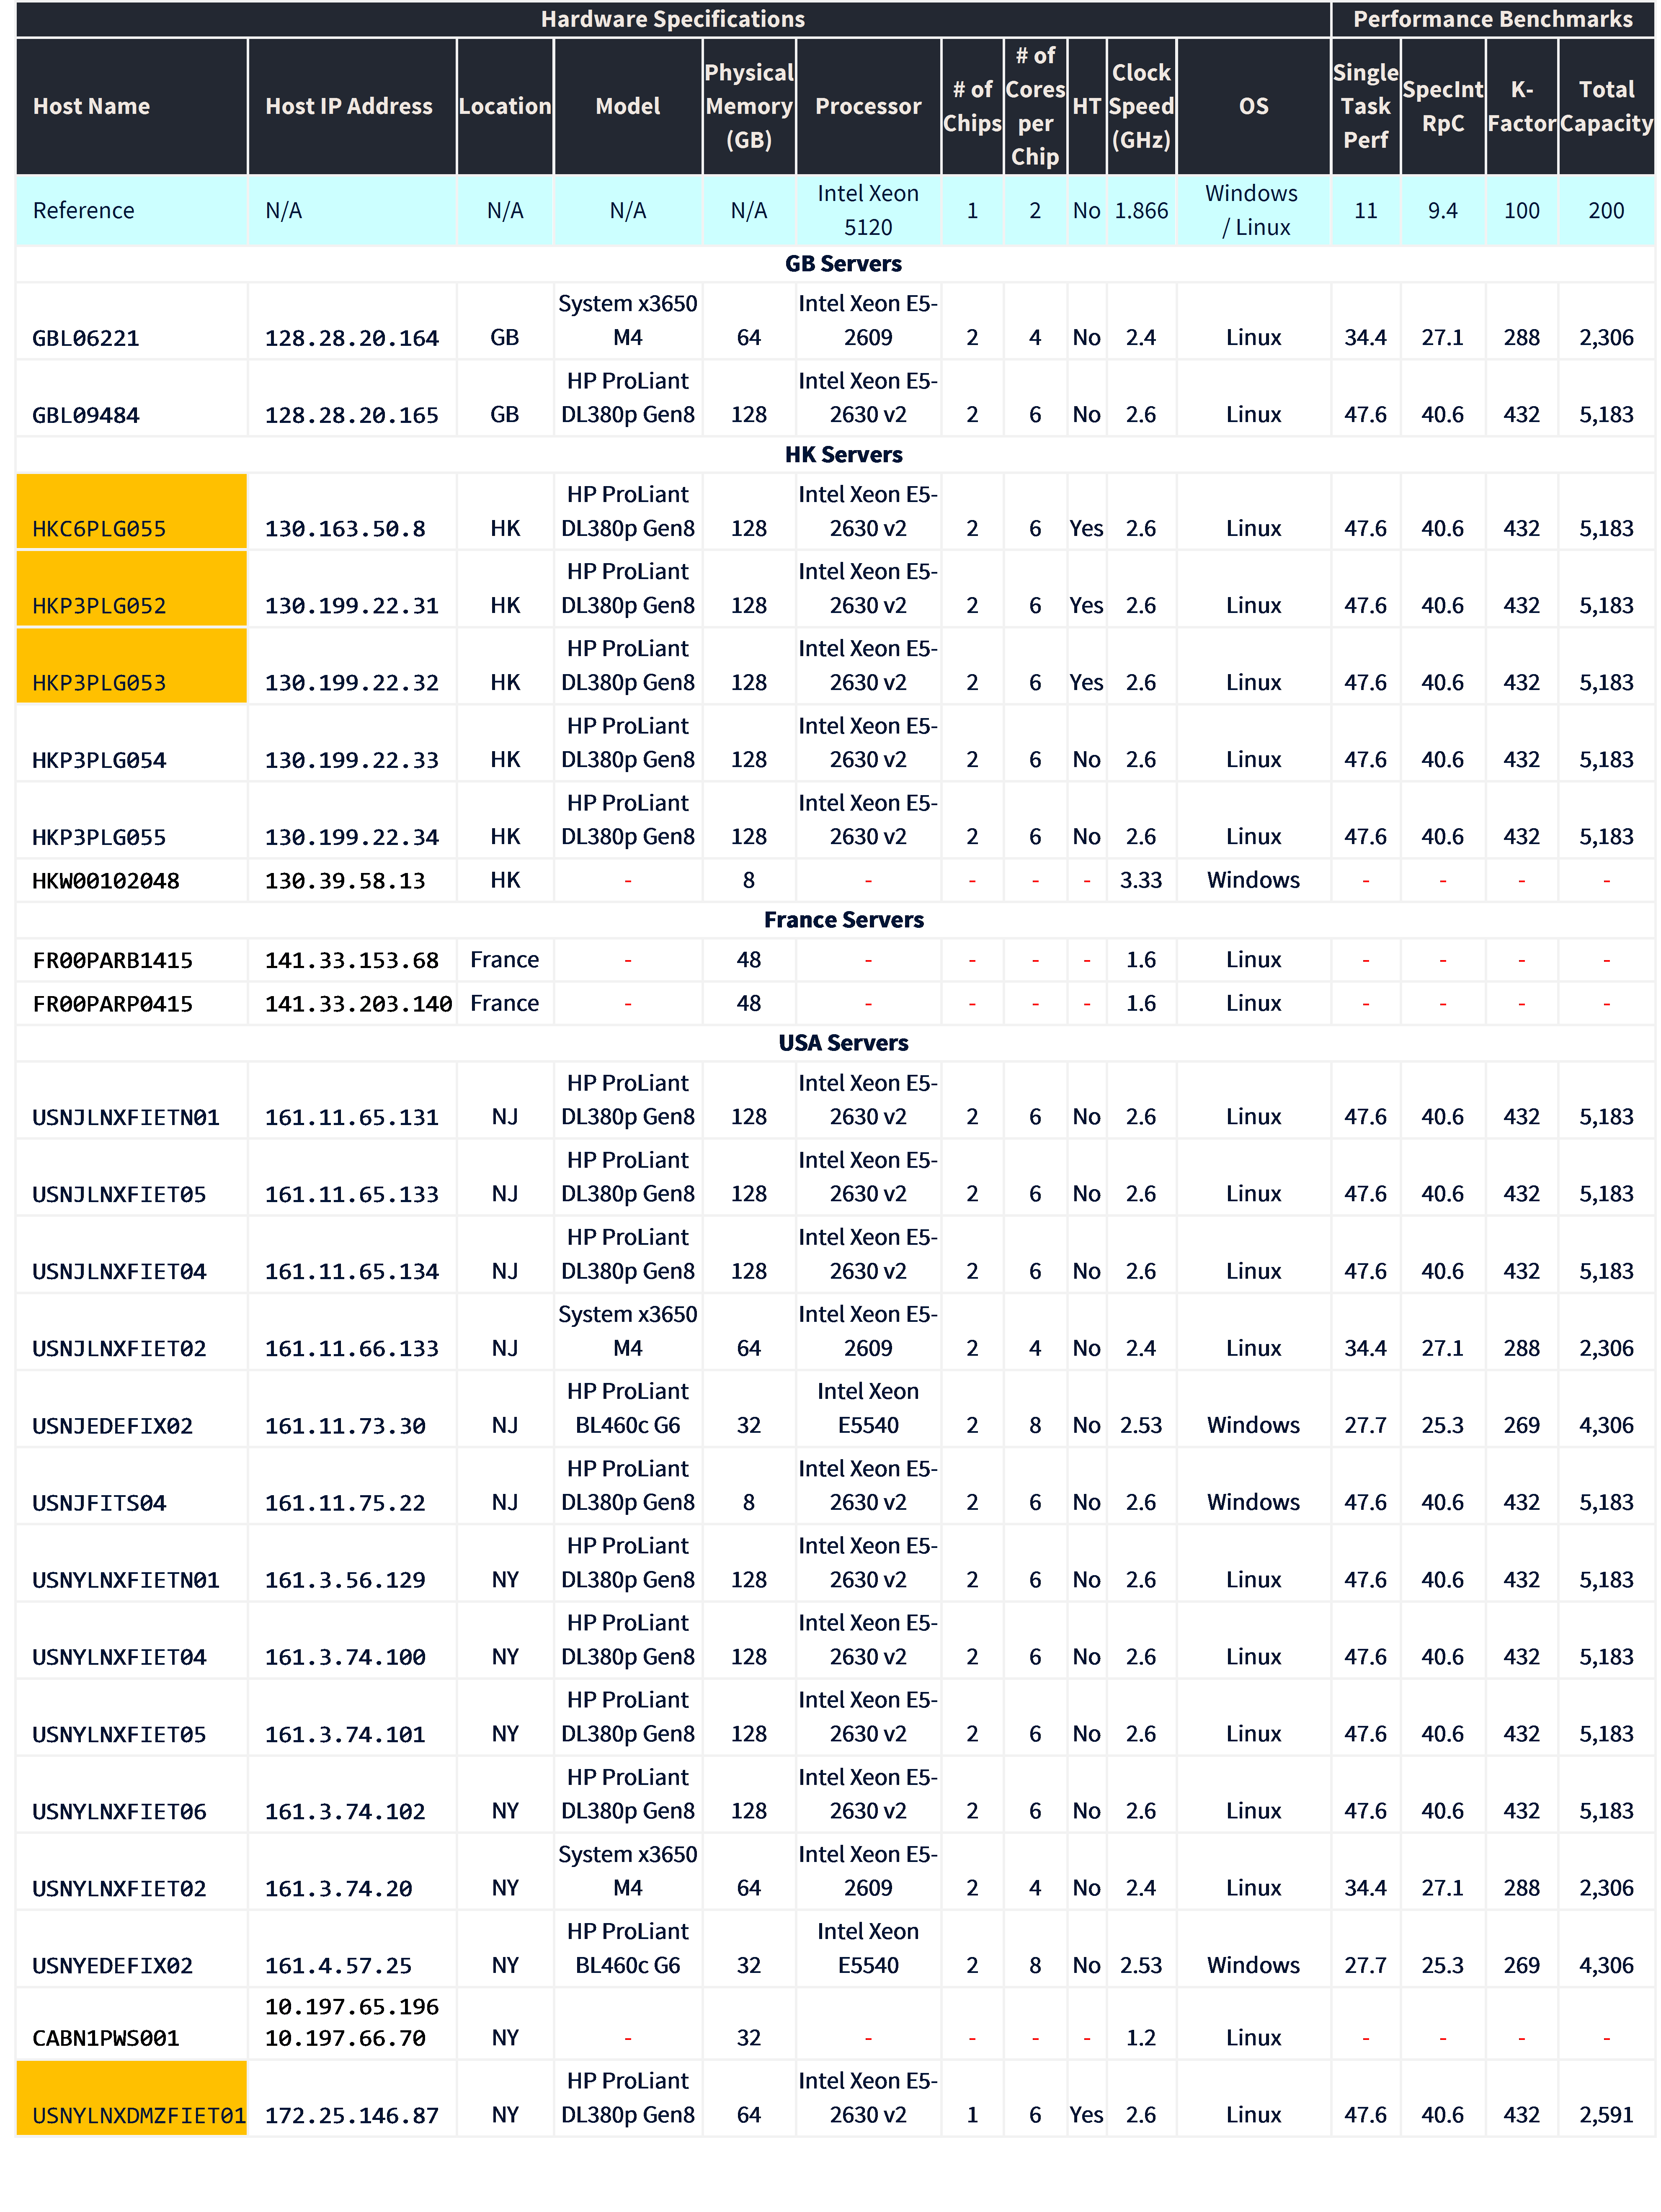 Hardware Specifications Performance Benchmarks
Host Name Host IP Address Location Model Physical Memory (GB) Processor # of Chips # of Cores per Chip HT Clock Speed (GHz) OS Single Task Perf SpecInt RpC K-Factor Total Capacity
Reference N/A N/A N/A N/A Intel Xeon 5120 1 2 No 1.866 Windows / Linux 11 9.4 100 200
GB Servers
GBL06221 128.28.20.164 GB System x3650 M4 64 Intel Xeon E5-2609 2 4 No 2.4 Linux 34.4 27.1 288 2,306
GBL09484 128.28.20.165 GB HP ProLiant DL380p Gen8 128 Intel Xeon E5-2630 v2 2 6 No 2.6 Linux 47.6 40.6 432 5,183
HK Servers
HKC6PLG055 130.163.50.8 HK HP ProLiant DL380p Gen8 128 Intel Xeon E5-2630 v2 2 6 Yes 2.6 Linux 47.6 40.6 432 5,183
HKP3PLG052 130.199.22.31 HK HP ProLiant DL380p Gen8 128 Intel Xeon E5-2630 v2 2 6 Yes 2.6 Linux 47.6 40.6 432 5,183
HKP3PLG053 130.199.22.32 HK HP ProLiant DL380p Gen8 128 Intel Xeon E5-2630 v2 2 6 Yes 2.6 Linux 47.6 40.6 432 5,183
HKP3PLG054 130.199.22.33 HK HP ProLiant DL380p Gen8 128 Intel Xeon E5-2630 v2 2 6 No 2.6 Linux 47.6 40.6 432 5,183
HKP3PLG055 130.199.22.34 HK HP ProLiant DL380p Gen8 128 Intel Xeon E5-2630 v2 2 6 No 2.6 Linux 47.6 40.6 432 5,183
HKW00102048 130.39.58.13 HK - 8 - - - - 3.33 Windows - - - -
France Servers
FR00PARB1415 141.33.153.68 France - 48 - - - - 1.6 Linux - - - -
FR00PARP0415 141.33.203.140 France - 48 - - - - 1.6 Linux - - - -
USA Servers
USNJLNXFIETN01 161.11.65.131 NJ HP ProLiant DL380p Gen8 128 Intel Xeon E5-2630 v2 2 6 No 2.6 Linux 47.6 40.6 432 5,183
USNJLNXFIET05 161.11.65.133 NJ HP ProLiant DL380p Gen8 128 Intel Xeon E5-2630 v2 2 6 No 2.6 Linux 47.6 40.6 432 5,183
USNJLNXFIET04 161.11.65.134 NJ HP ProLiant DL380p Gen8 128 Intel Xeon E5-2630 v2 2 6 No 2.6 Linux 47.6 40.6 432 5,183
USNJLNXFIET02 161.11.66.133 NJ System x3650 M4 64 Intel Xeon E5-2609 2 4 No 2.4 Linux 34.4 27.1 288 2,306
USNJEDEFIX02 161.11.73.30 NJ HP ProLiant BL460c G6 32 Intel Xeon E5540 2 8 No 2.53 Windows 27.7 25.3 269 4,306
USNJFITS04 161.11.75.22 NJ HP ProLiant DL380p Gen8 8 Intel Xeon E5-2630 v2 2 6 No 2.6 Windows 47.6 40.6 432 5,183
USNYLNXFIETN01 161.3.56.129 NY HP ProLiant DL380p Gen8 128 Intel Xeon E5-2630 v2 2 6 No 2.6 Linux 47.6 40.6 432 5,183
USNYLNXFIET04 161.3.74.100 NY HP ProLiant DL380p Gen8 128 Intel Xeon E5-2630 v2 2 6 No 2.6 Linux 47.6 40.6 432 5,183
USNYLNXFIET05 161.3.74.101 NY HP ProLiant DL380p Gen8 128 Intel Xeon E5-2630 v2 2 6 No 2.6 Linux 47.6 40.6 432 5,183
USNYLNXFIET06 161.3.74.102 NY HP ProLiant DL380p Gen8 128 Intel Xeon E5-2630 v2 2 6 No 2.6 Linux 47.6 40.6 432 5,183
USNYLNXFIET02 161.3.74.20 NY System x3650 M4 64 Intel Xeon E5-2609 2 4 No 2.4 Linux 34.4 27.1 288 2,306
USNYEDEFIX02 161.4.57.25 NY HP ProLiant BL460c G6 32 Intel Xeon E5540 2 8 No 2.53 Windows 27.7 25.3 269 4,306
CABN1PWS001 10.197.65.196 10.197.66.70 NY - 32 - - - - 1.2 Linux - - - -
USNYLNXDMZFIET01 172.25.146.87 NY HP ProLiant DL380p Gen8 64 Intel Xeon E5-2630 v2 1 6 Yes 2.6 Linux 47.6 40.6 432 2,591